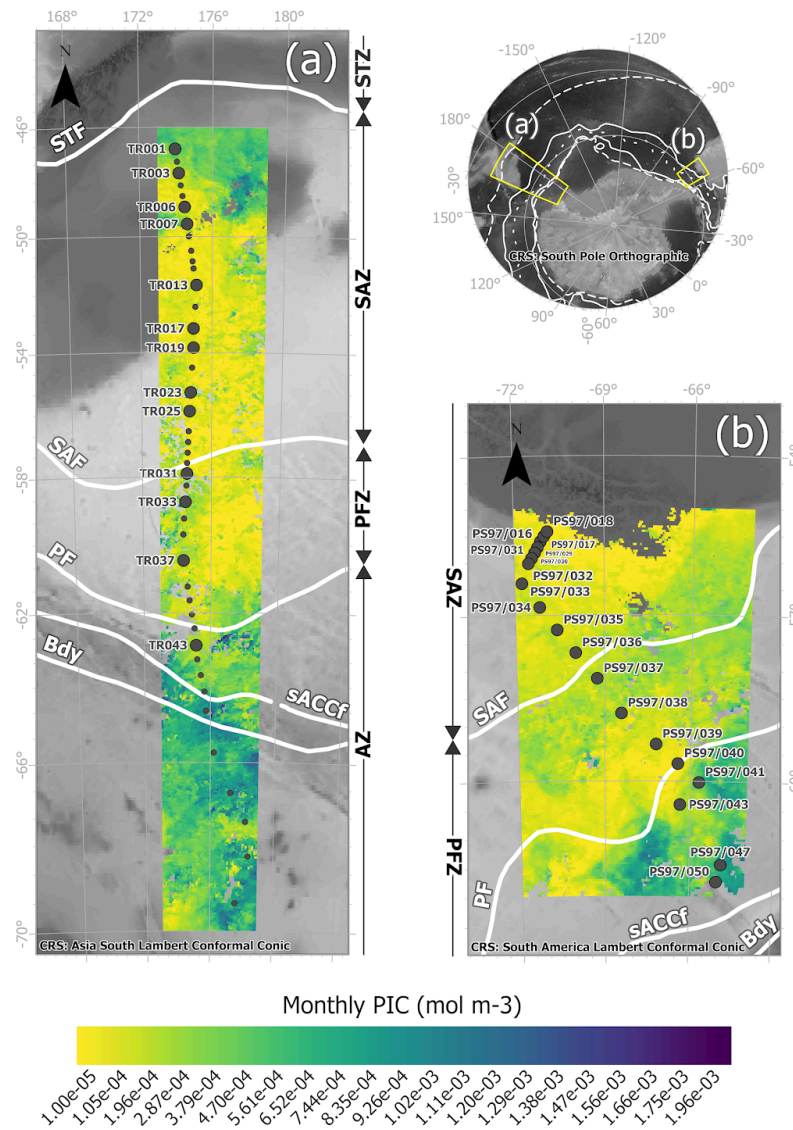 168° 172° 176° 180°
N
(a)
STZ
STF
-46°
TR001
TR003
TR006
TR007
-50°
SAZ
TR013
TR017
TR019
-54°
TR023
TR025
SAF
TR031
-58°
TR033
PFZ
TR037
PF
-62°
TR043
Bdy
sACCf
AZ
-66°
-70°
CRS: Asia South Lambert Conformal Conic
-120°
-150°
-90°
180°
(a)
(b)
-60°
-30°
150°
-30°
CRS: South Pole Orthographic
120°
0°
90°
-60°
-60°
30°
-72° -69° -66°
N
(b)
PS97/018
PS97/016
PS97/017
PS97/031
PS97/029
PS97/030
PS97/032
PS97/033
PS97/034
SAZ
PS97/035
PS97/036
PS97/037
SAF
PS97/038
PS97/039
PS97/040
PS97/041
PS97/043
PFZ
PS97/047
PS97/050
PF
sACCf
Bdy
CRS: South America Lambert Conformal Conic
Monthly PIC (mol m-3)
1.00e-05 1.05e-04 1.96e-04 2.87e-04 3.79e-04 4.70e-04 5.61e-04 6.52e-04 7.44e-04 8.35e-04 9.26e-04 1.02e-03 1.11e-03 1.20e-03 1.29e-03 1.38e-03 1.47e-03 1.56e-03 1.66e-03 1.75e-03 1.96e-03